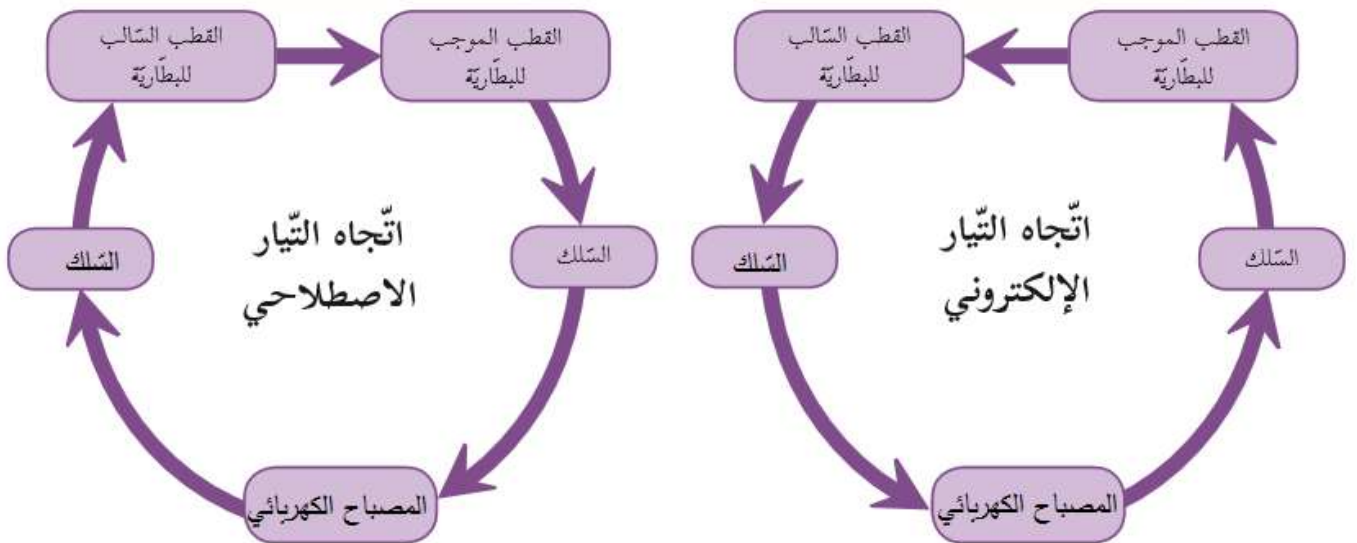 القطب الموجب
للبطّاريّة
القطب السّالب
للبطّاريّة
السّلك
السّلك
اتّجاه التّيار
الإلكتروني
المصباح الكهربائي
القطب الموجب
للبطّاريّة
القطب السّالب
للبطّاريّة
السّلك
السّلك
اتّجاه التّيار
الاصطلاحي
المصباح الكهربائي